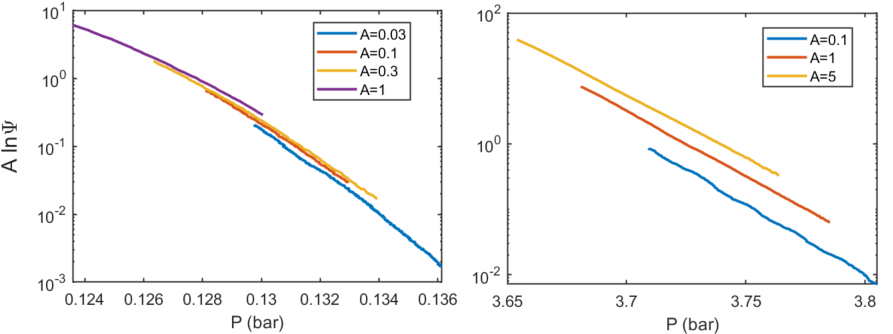 10^1
10^0
10^-1
10^-2
10^-3
A lnΨ
A=0.03
A=0.1
A=0.3
A=1
0.124 0.126 0.128 0.13 0.132 0.134 0.136
P (bar)
10^2
10^0
10^-2
A=0.1
A=1
A=5
3.65 3.7 3.75 3.8
P (bar)